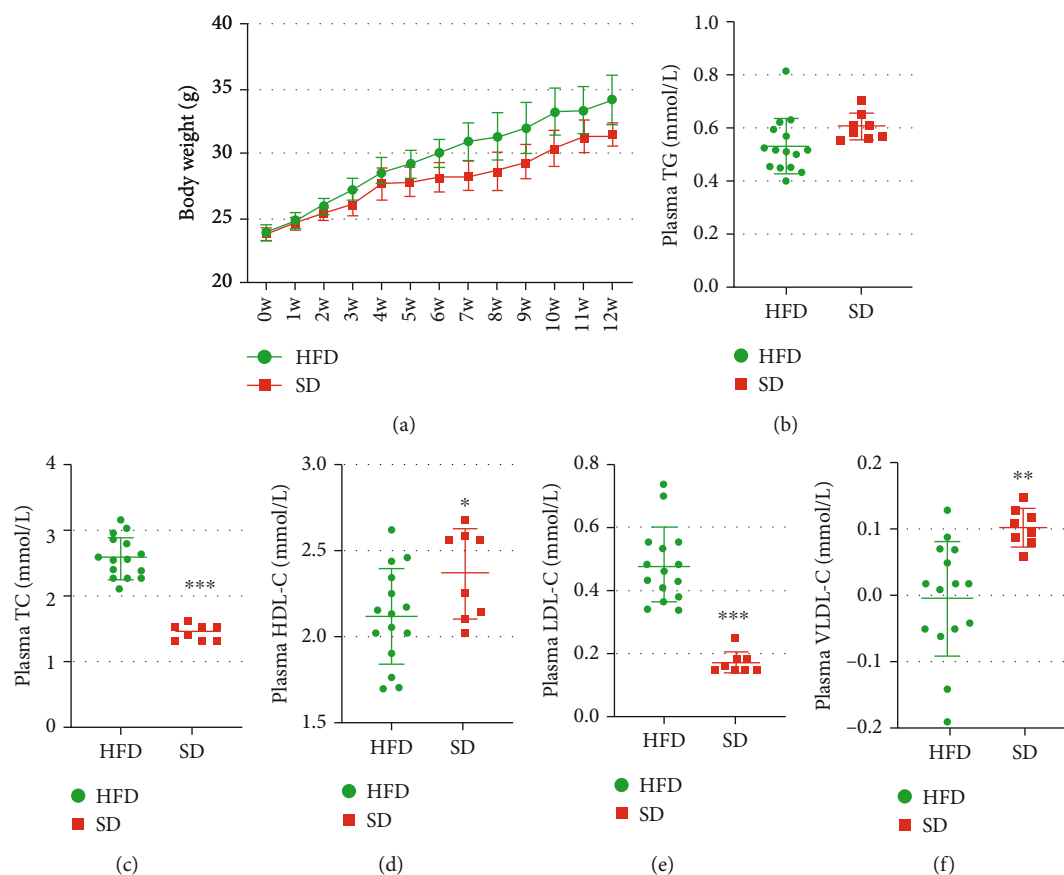 Body weight (g)
40
35
30
25
20
0w 1w 2w 3w 4w 5w 6w 7w 8w 9w 10w 11w 12w
HFD
SD
(a)
Plasma TG (mmol/L)
1.0
0.8
0.6
0.4
0.2
0.0
HFD SD
HFD
SD
(b)
Plasma TC (mmol/L)
4
3
2
1
0
***
HFD SD
HFD
SD
(c)
Plasma HDL-C (mmol/L)
3.0
2.5
2.0
1.5
*
HFD SD
HFD
SD
(d)
Plasma LDL-C (mmol/L)
0.8
0.6
0.4
0.2
0.0
***
HFD SD
HFD
SD
(e)
Plasma VLDL-C (mmol/L)
0.2
0.1
0.0
−0.1
−0.2
**
HFD SD
HFD
SD
(f)